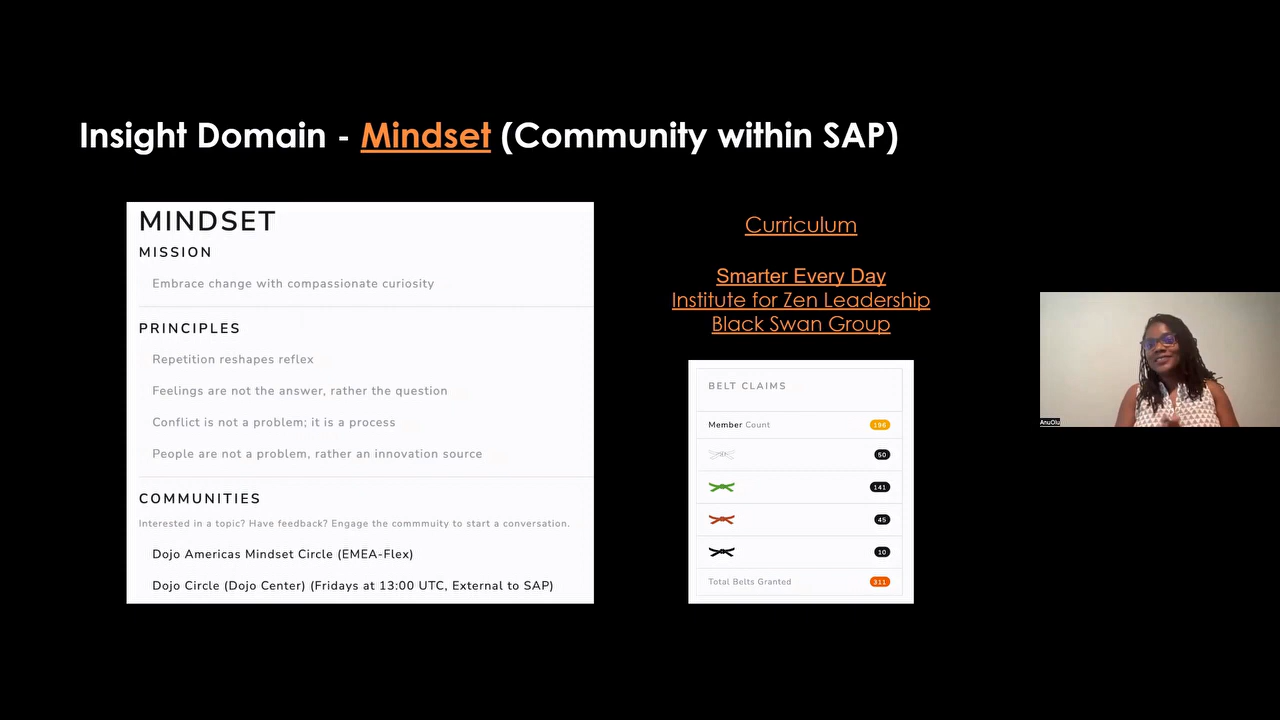 Insight Domain - Mindset (Community within SAP)
MINDSET
MISSION
Embrace change with compassionate curiosity
PRINCIPLES
Repetition reshapes reflex
Feelings are not the answer, rather the question
Conflict is not a problem; it is a process
People are not a problem, rather an innovation source
COMMUNITIES
Interested in a topic? Have feedback? Engage the commmuity to start a conversation.
Dojo Americas Mindset Circle (EMEA-Flex)
Dojo Circle (Dojo Center) (Fridays at 13:00 UTC, External to SAP)
Curriculum
Smarter Every Day
Institute for Zen Leadership
Black Swan Group
BELT CLAIMS
Member Count 196
50
141
45
10
Total Belts Granted 311
AnuOlu